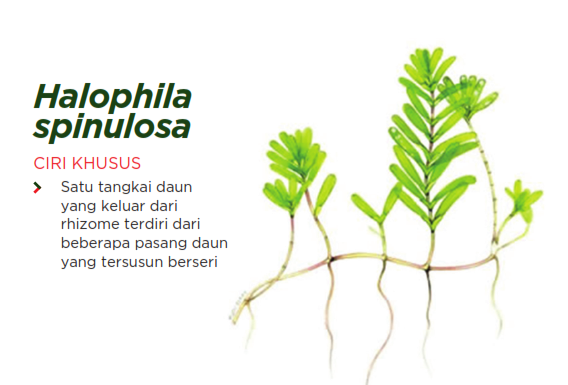 Halophila
spinulosa
CIRI KHUSUS
Satu tangkai daun
yang keluar dari
rhizome terdiri dari
beberapa pasang daun
yang tersusun berseri